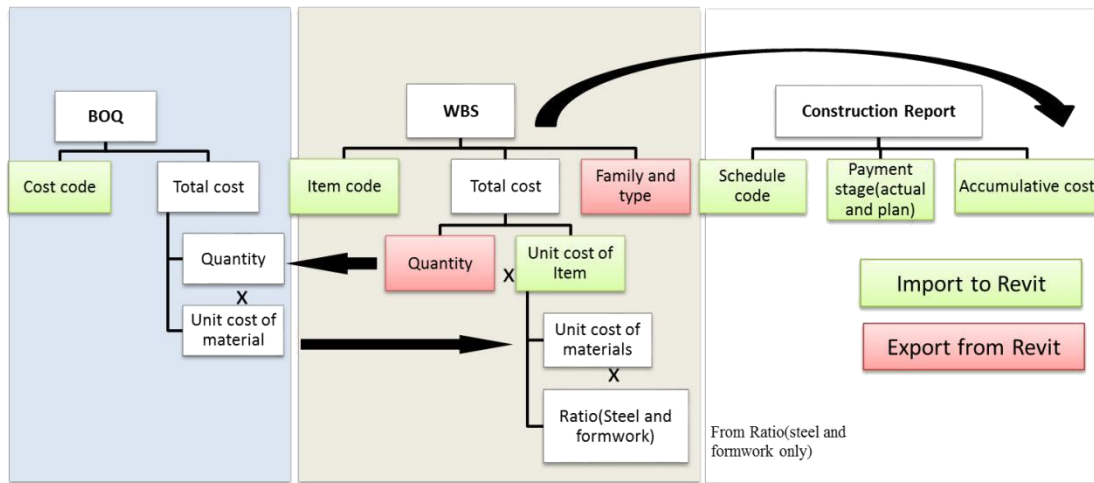 BOQ
Cost code
Total cost
Quantity
X
Unit cost of
material
WBS
Item code
Total cost
Family and
type
Quantity
X
Unit cost of
Item
Unit cost of
materials
X
Ratio(Steel and
formwork)
Construction Report
Schedule
code
Payment
stage(actual
and plan)
Accumulative cost
Import to Revit
Export from Revit
From Ratio(steel and
formwork only)